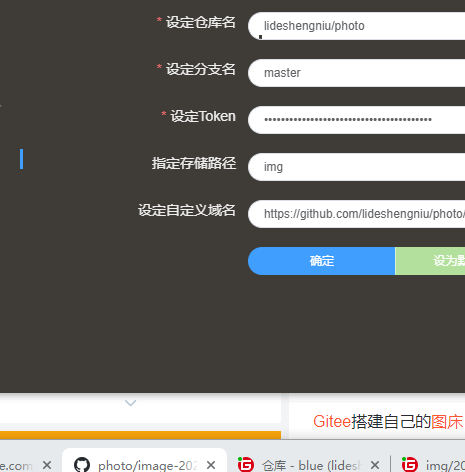 * 设定仓库名 lideshengniu/photo
* 设定分支名 master
* 设定Token ••••••••••••••••••••••••••••••••••••••••
指定存储路径 img
设定自定义域名 https://github.com/lideshengniu/photo/
确定 设为默
Gitee搭建自己的图床
e.com × photo/image-202 × 仓库 - blue (lidesh × img/20